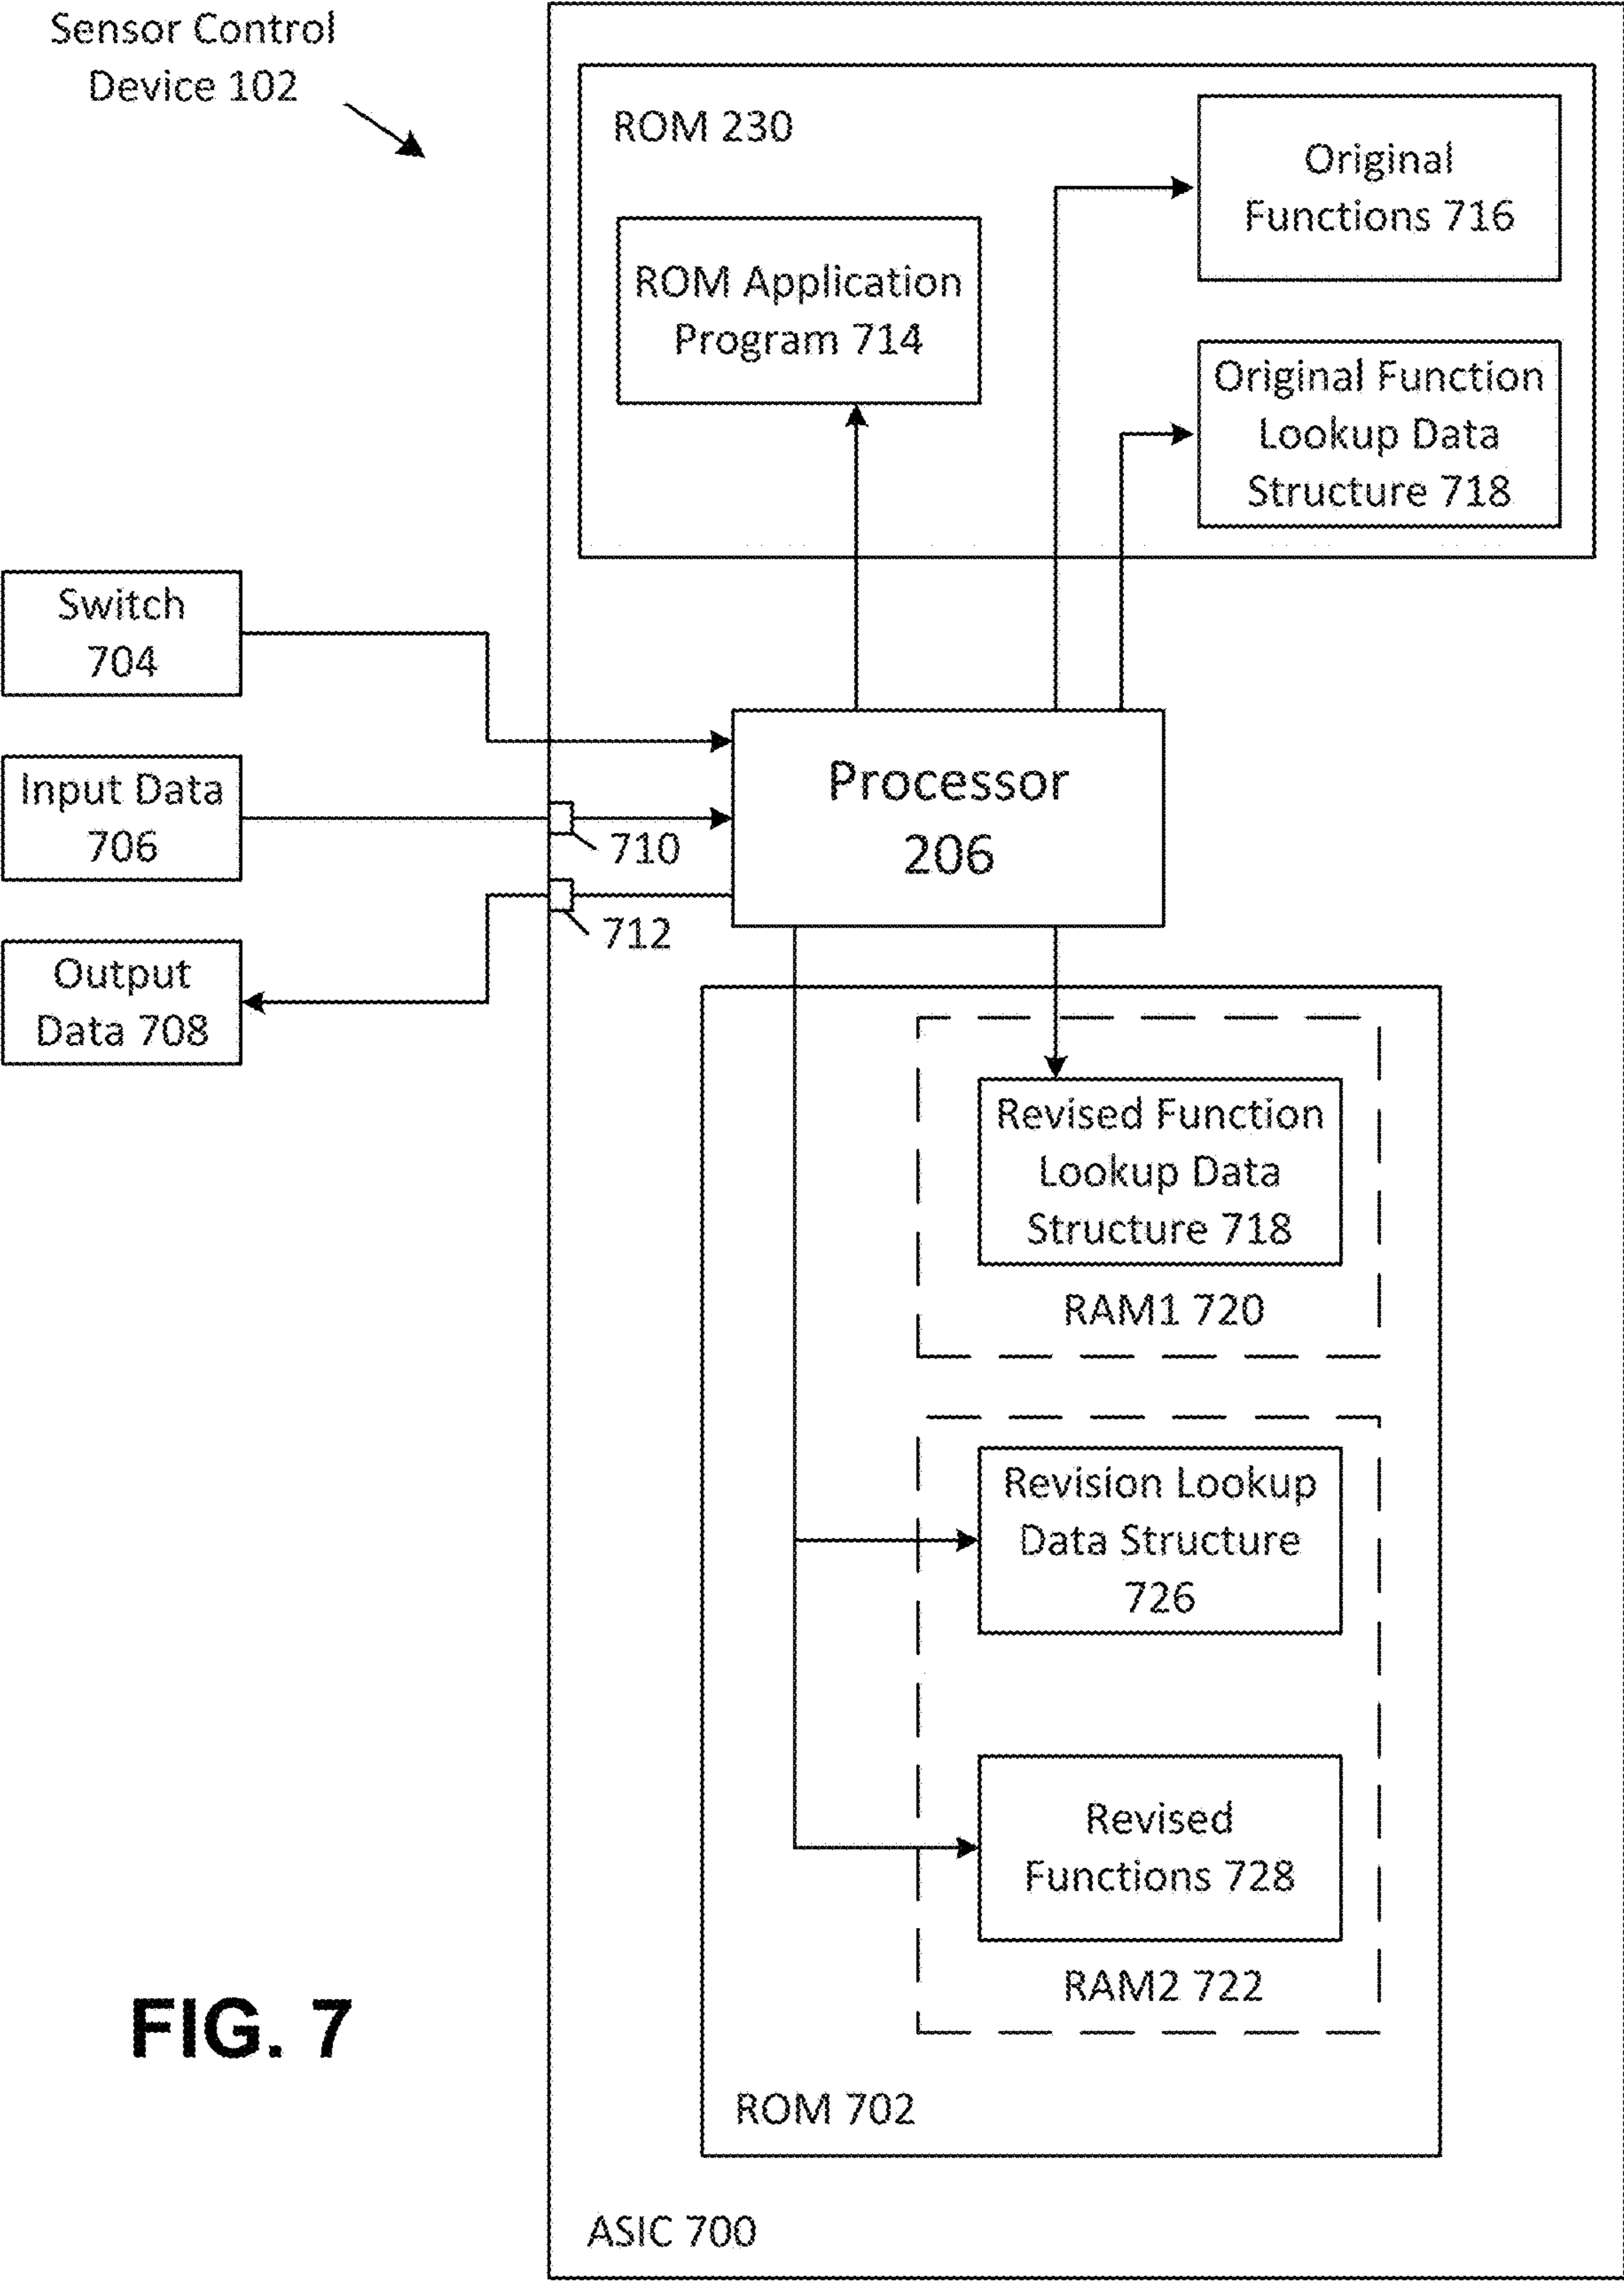 Sensor Control
Device 102
ROM 230
Original
Functions 716
ROM Application
Program 714
Original Function
Lookup Data
Structure 718
Switch
704
Input Data
706
Output
Data 708
710
712
Processor
206
Revised Function
Lookup Data
Structure 718
RAM1 720
Revision Lookup
Data Structure
726
Revised
Functions 728
RAM2 722
ROM 702
ASIC 700
FIG. 7